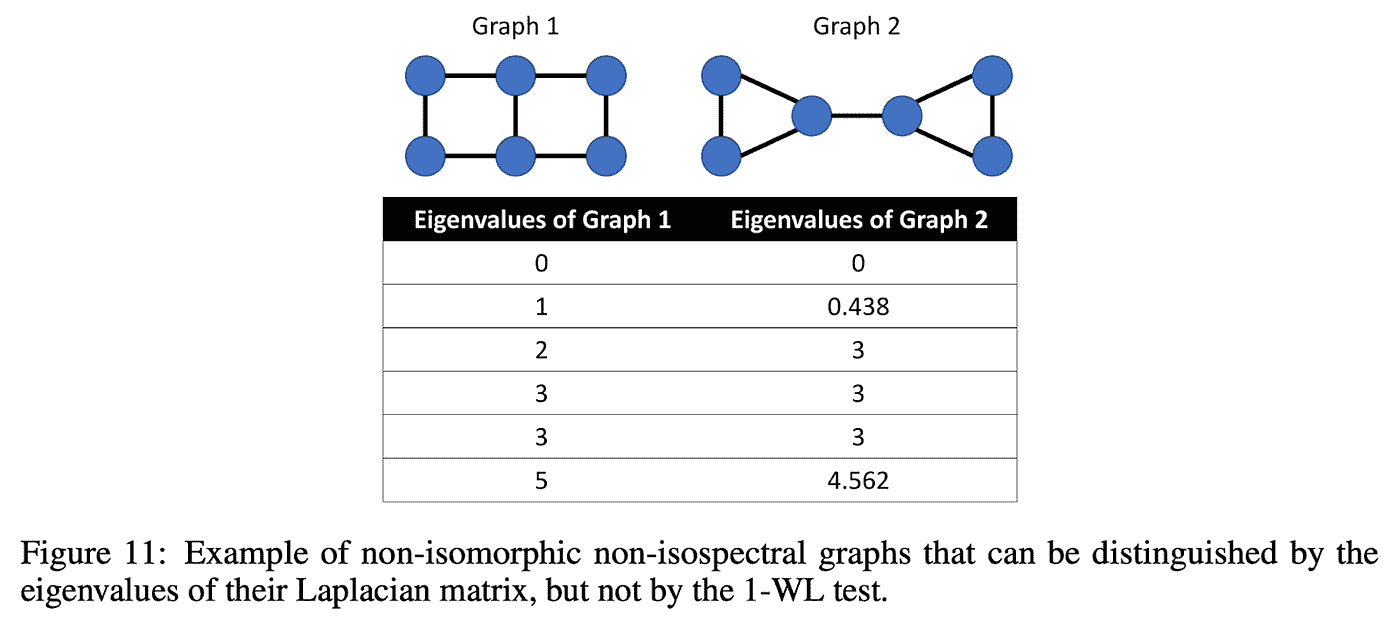 Graph 1 Graph 2
Eigenvalues of Graph 1 Eigenvalues of Graph 2
0 0
1 0.438
2 3
3 3
3 3
5 4.562
Figure 11: Example of non-isomorphic non-isospectral graphs that can be distinguished by the
eigenvalues of their Laplacian matrix, but not by the 1-WL test.